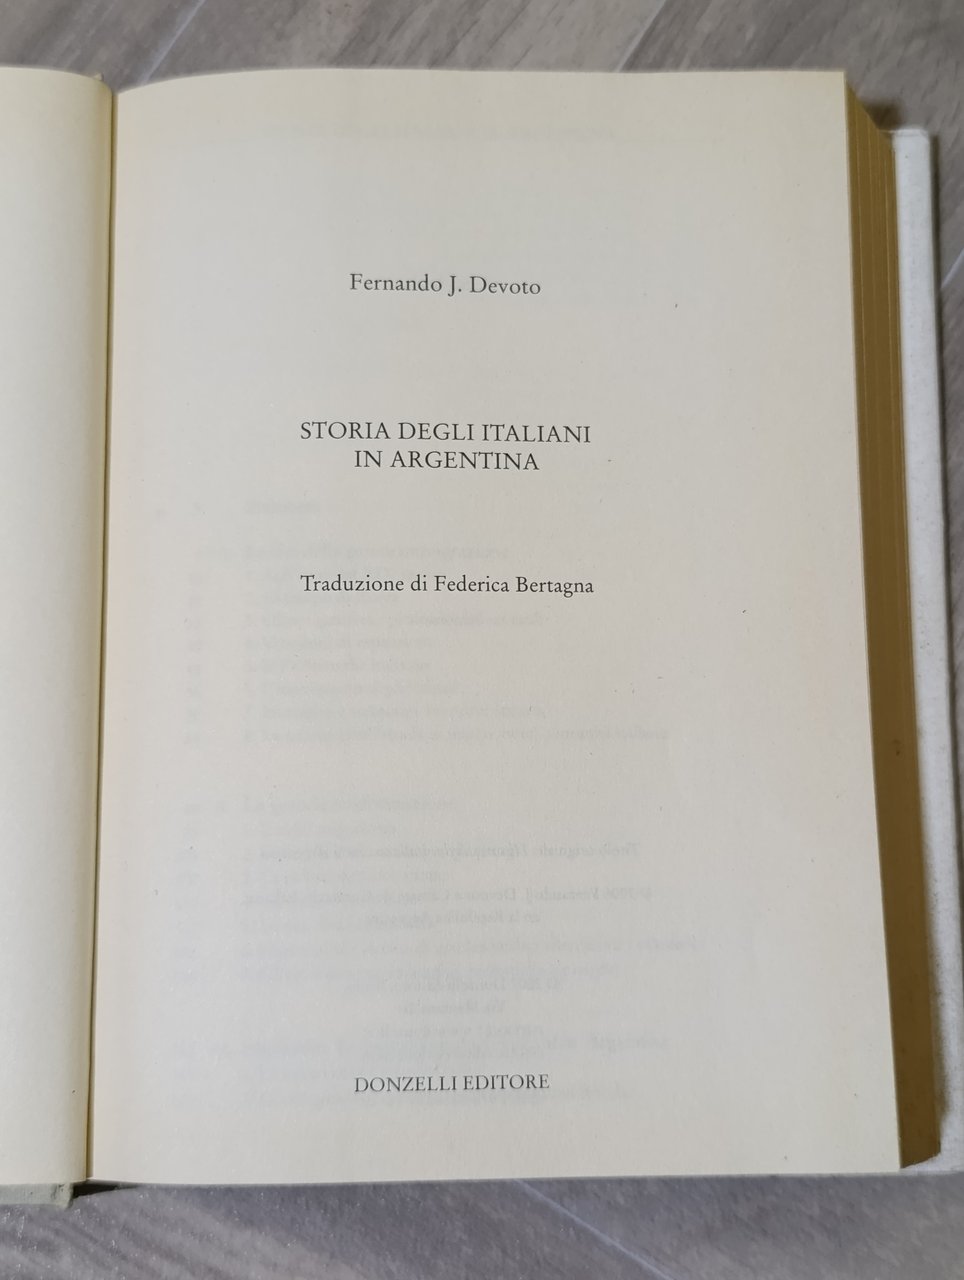 Fernando J. Devoto
STORIA DEGLI ITALIANI
IN ARGENTINA
Traduzione di Federica Bertagna
DONZELLI EDITORE